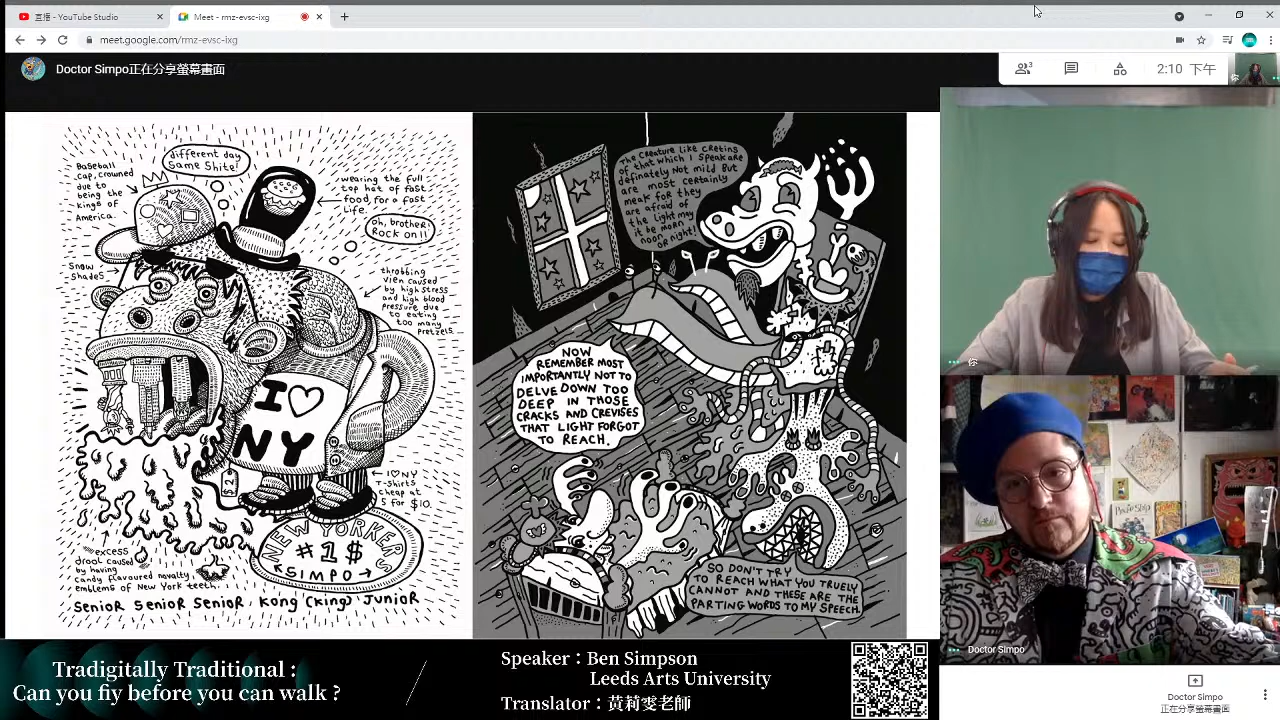 直播 - YouTube Studio
Meet - rmz-evsc-ixg
meet.google.com/rmz-evsc-ixg
Doctor Simpo正在分享螢幕畫面
3
2:10 下午
你
different day
Same Shite!
Baseball
cap, crowned
due to
being the
kings of
America.
wearing the full
top hat of fast
food for a fast
life.
Oh, brother!
Rock on!!
Snow
-shades
throbbing
vien caused
by high stress
and high blood
pressure due
to eating
too many
Pretzels.
I ♡
NY
$2
I♡NY
T-shirts
cheap at
5 for $10.
NEW YORKERS
#1 $
SIMPO
excess
drool caused
by having
candy flavoured novalty
emblems of New York teeth.
Senior Senior Senior, Kong (King) Junior
The creature like cretins
of that which I speak are
definately not mild But
are most certainly
meak for they
are afraid of
the light may
it be morn
noon
or night!
NOW
REMEMBER MOST
IMPORTANTLY NOT TO
DELVE DOWN TOO
DEEP IN THOSE
CRACKS AND CREVISES
THAT LIGHT FORGOT
TO REACH.
SO DON'T TRY
TO REACH WHAT YOU TRUELY
CANNOT AND THESE ARE THE
PARTING WORDS TO MY SPEECH.
你
Doctor Simpo
Tradigitally Traditional :
Can you fiy before you can walk ?
Speaker：Ben Simpson
Leeds Arts University
Translator：黄莉雯老師
Doctor Simpo
正在分享螢幕畫面